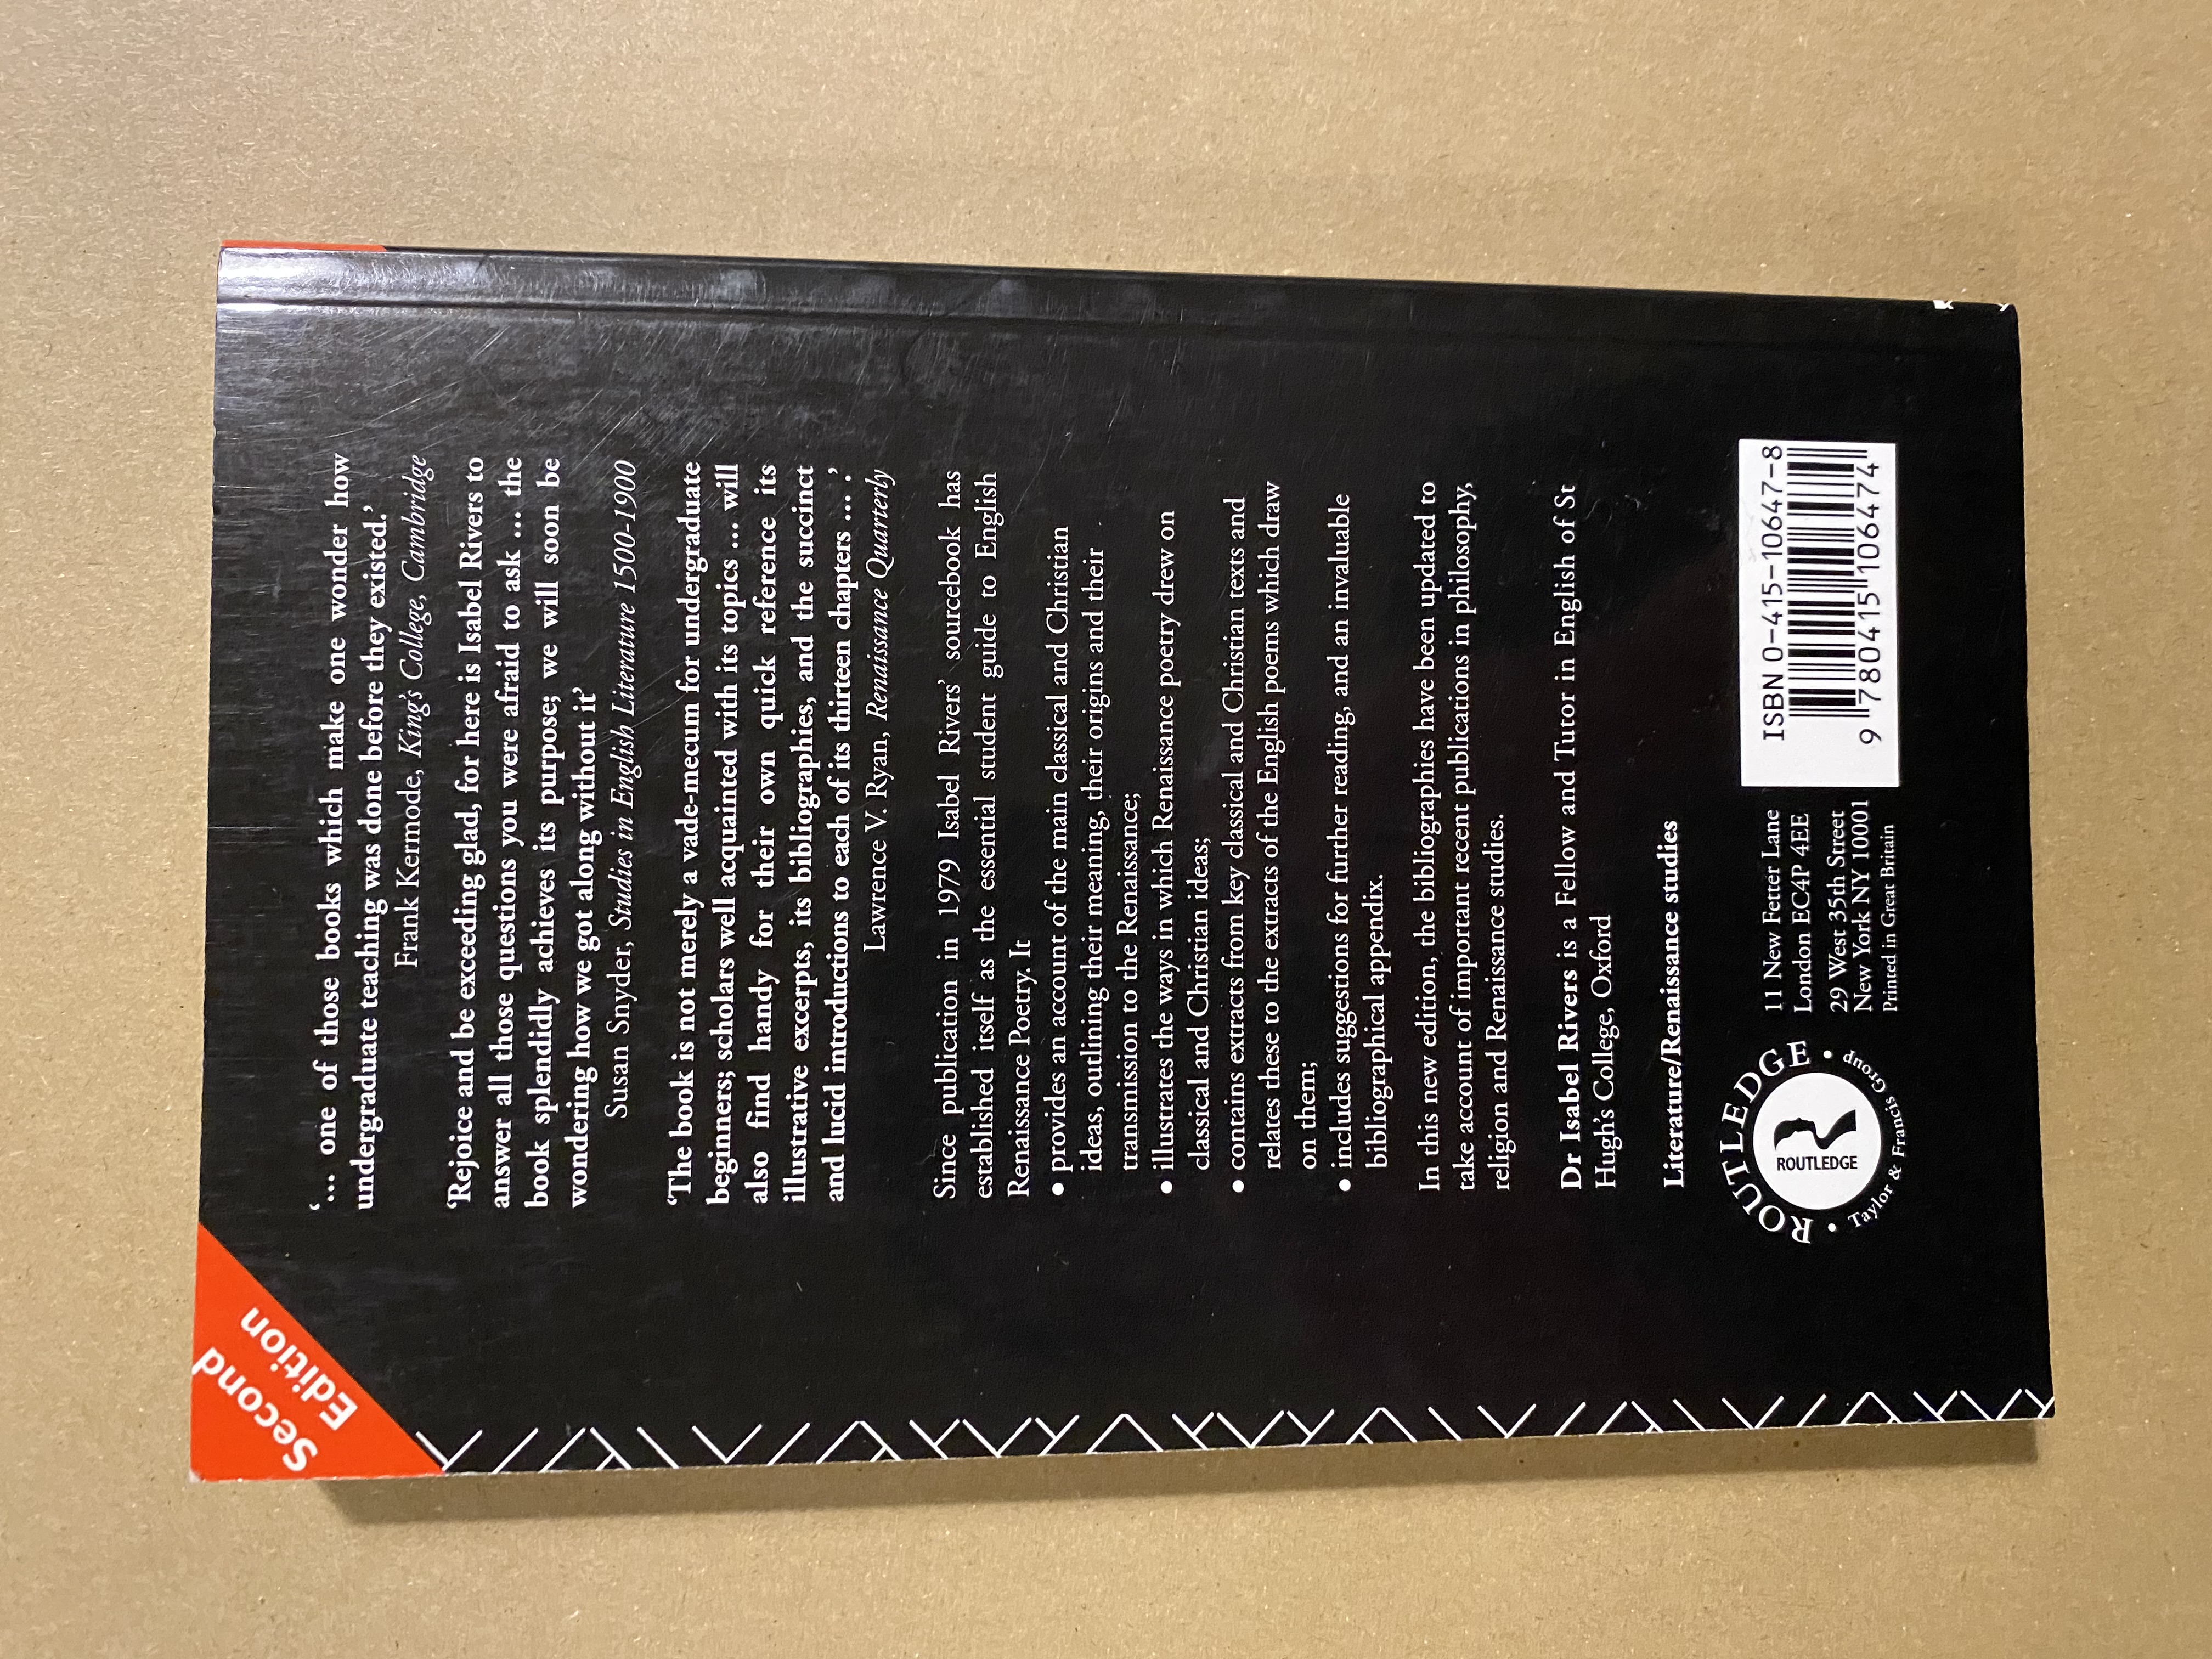 Second
Edition
‘... one of those books which make one wonder how
undergraduate teaching was done before they existed.’
Frank Kermode, King's College, Cambridge
‘Rejoice and be exceeding glad, for here is Isabel Rivers to
answer all those questions you were afraid to ask ... the
book splendidly achieves its purpose; we will soon be
wondering how we got along without it’
Susan Snyder, Studies in English Literature 1500-1900
‘The book is not merely a vade-mecum for undergraduate
beginners; scholars well acquainted with its topics ... will
also find handy for their own quick reference its
illustrative excerpts, its bibliographies, and the succinct
and lucid introductions to each of its thirteen chapters ... .’
Lawrence V. Ryan, Renaissance Quarterly
Since publication in 1979 Isabel Rivers' sourcebook has
established itself as the essential student guide to English
Renaissance Poetry. It
• provides an account of the main classical and Christian
ideas, outlining their meaning, their origins and their
transmission to the Renaissance;
• illustrates the ways in which Renaissance poetry drew on
classical and Christian ideas;
• contains extracts from key classical and Christian texts and
relates these to the extracts of the English poems which draw
on them;
• includes suggestions for further reading, and an invaluable
bibliographical appendix.
In this new edition, the bibliographies have been updated to
take account of important recent publications in philosophy,
religion and Renaissance studies.
Dr Isabel Rivers is a Fellow and Tutor in English of St
Hugh's College, Oxford
Literature/Renaissance studies
ROUTLEDGE
ROUTLEDGE
• Taylor & Francis Group •
11 New Fetter Lane
London EC4P 4EE
29 West 35th Street
New York NY 10001
Printed in Great Britain
ISBN 0-415-10647-8
9 780415 106474